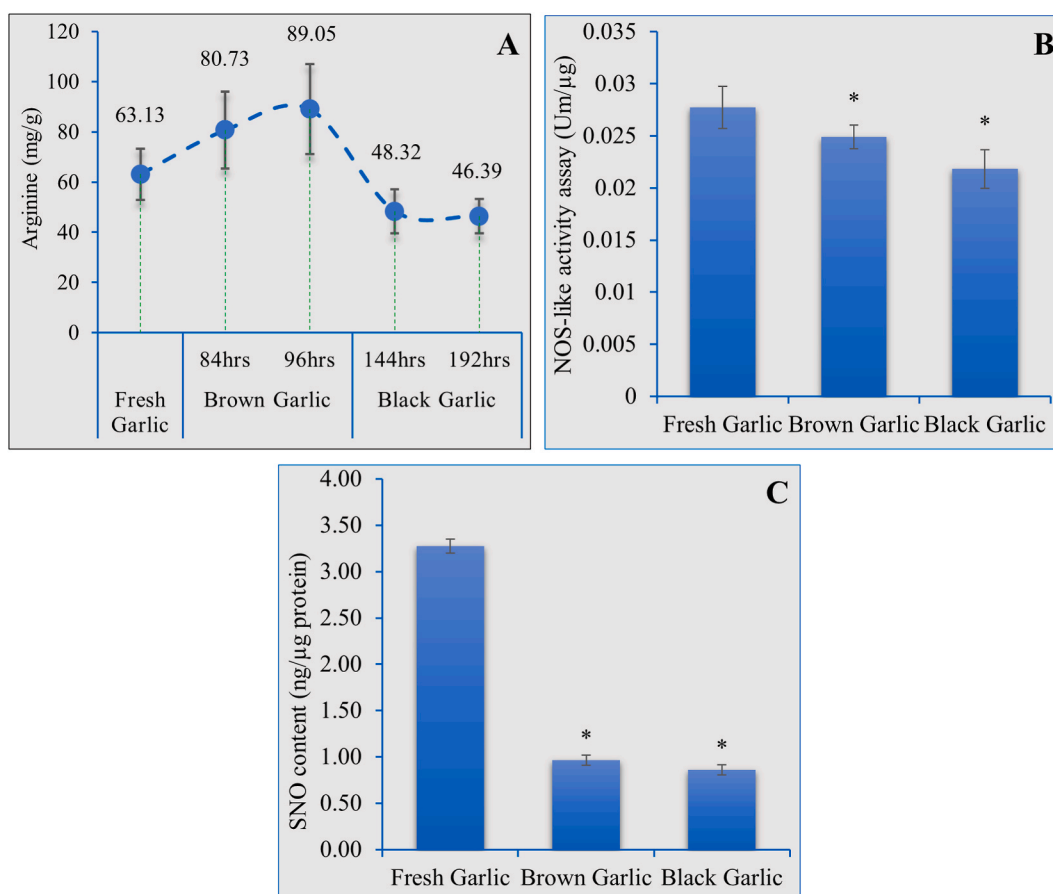 A
Arginine (mg/g)
120
100
80
60
40
20
0
63.13
80.73
89.05
48.32
46.39
84hrs 96hrs 144hrs 192hrs
Fresh Garlic
Brown Garlic
Black Garlic
B
NOS-like activity assay (Um/µg)
0.035
0.03
0.025
0.02
0.015
0.01
0.005
0
*
*
Fresh Garlic Brown Garlic Black Garlic
C
SNO content (ng/µg protein)
4.00
3.50
3.00
2.50
2.00
1.50
1.00
0.50
0.00
*
*
Fresh Garlic Brown Garlic Black Garlic